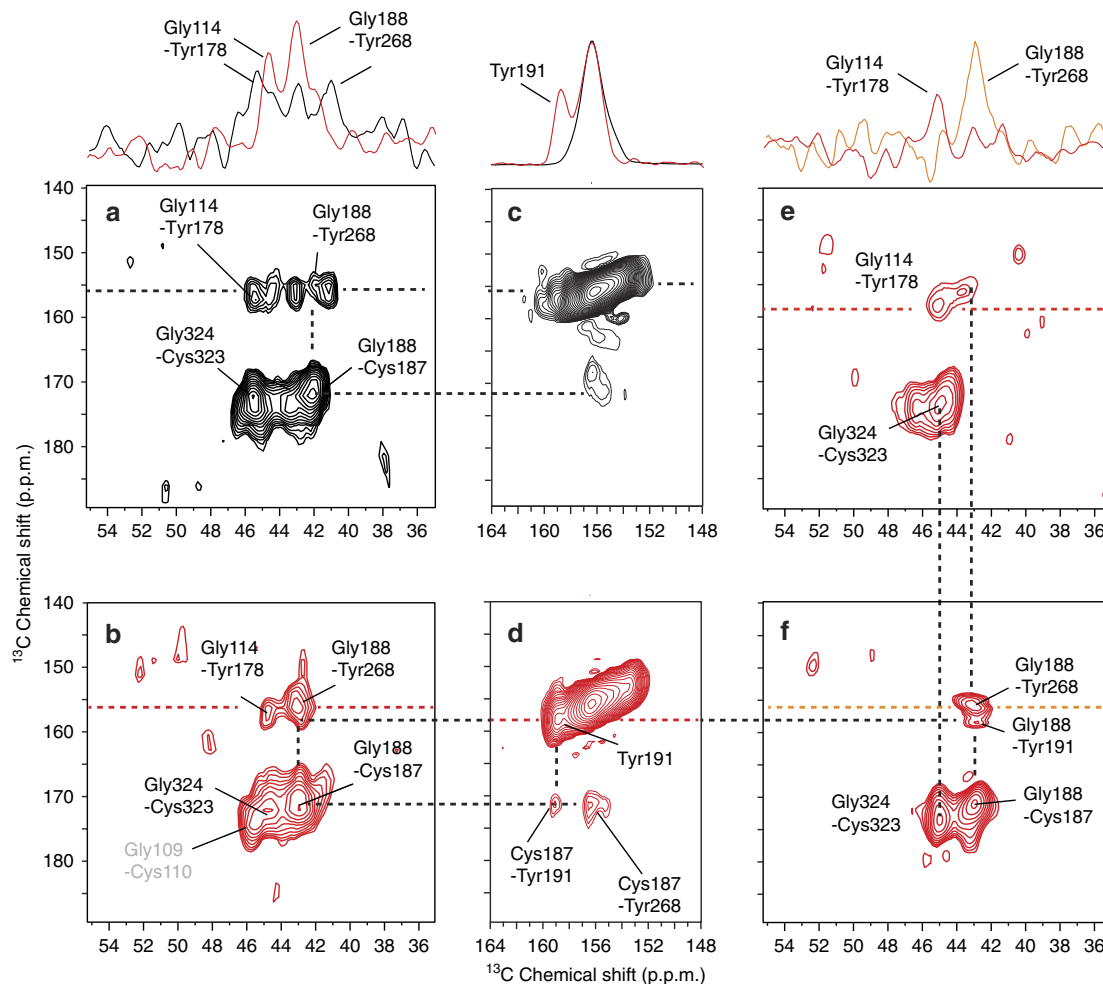 Gly114
-Tyr178
Gly188
-Tyr268
Tyr191
Gly114
-Tyr178
Gly188
-Tyr268
140
150
160
170
180
a
Gly114
-Tyr178
Gly188
-Tyr268
Gly324
-Cys323
Gly188
-Cys187
54 52 50 48 46 44 42 40 38 36
c
164 160 156 152 148
e
Gly114
-Tyr178
Gly324
-Cys323
54 52 50 48 46 44 42 40 38 36
13C Chemical shift (p.p.m.)
140
150
160
170
180
b
Gly114
-Tyr178
Gly188
-Tyr268
Gly188
-Cys187
Gly324
-Cys323
Gly109
-Cys110
54 52 50 48 46 44 42 40 38 36
d
Tyr191
Cys187
-Tyr191
Cys187
-Tyr268
164 160 156 152 148
f
Gly188
-Tyr268
Gly188
-Tyr191
Gly324
-Cys323
Gly188
-Cys187
54 52 50 48 46 44 42 40 38 36
13C Chemical shift (p.p.m.)